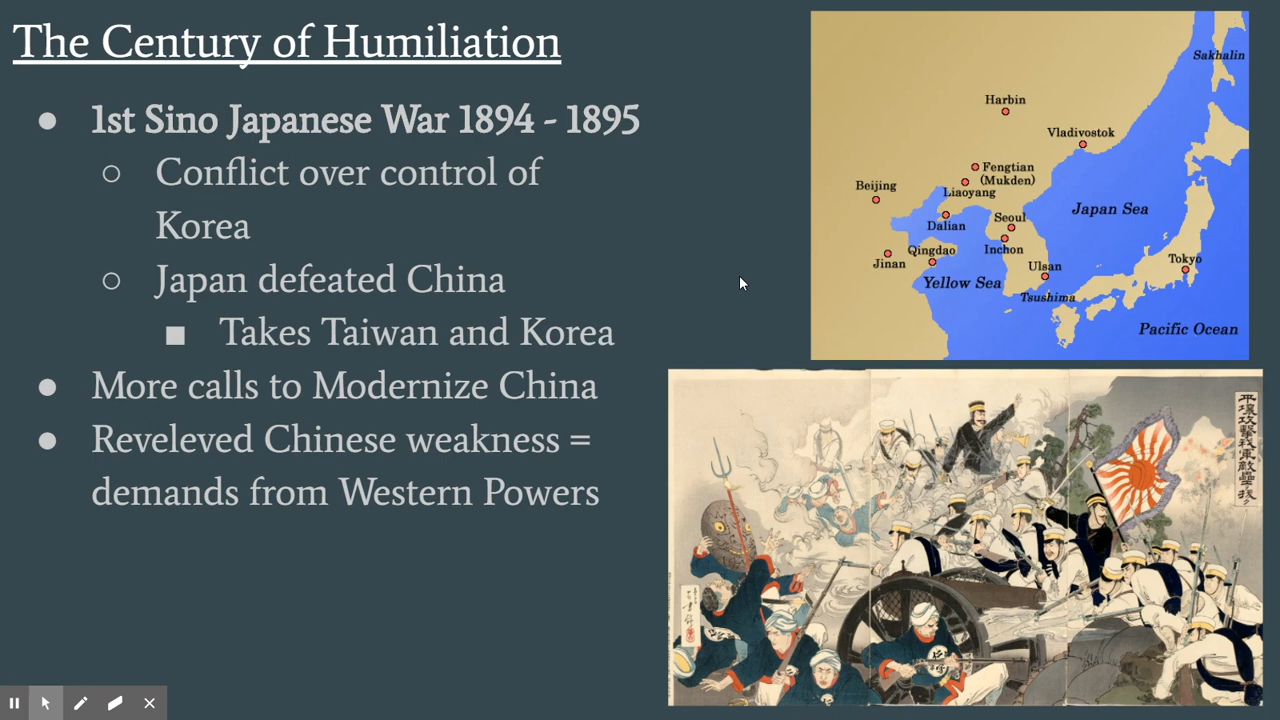 The Century of Humiliation
● 1st Sino Japanese War 1894 - 1895
○ Conflict over control of
Korea
○ Japan defeated China
■ Takes Taiwan and Korea
● More calls to Modernize China
● Reveleved Chinese weakness =
demands from Western Powers
Sakhalin
Harbin
Vladivostok
Fengtian
(Mukden)
Beijing
Liaoyang
Japan Sea
Dalian
Seoul
Qingdao
Inchon
Jinan
Ulsan
Tokyo
Yellow Sea
Tsushima
Pacific Ocean